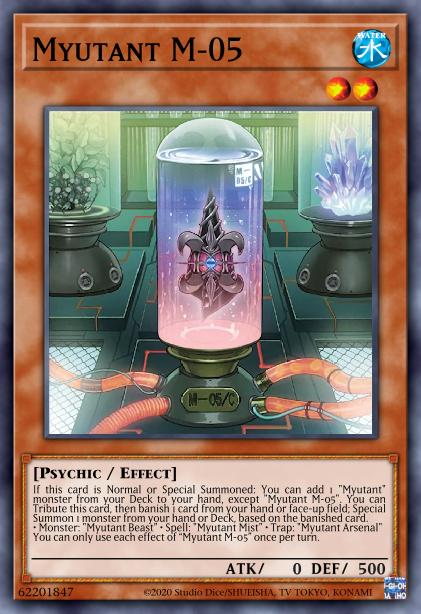 MYUTANT M-05
WATER
水
M-
05/C
M-05/C
[PSYCHIC / EFFECT]
If this card is Normal or Special Summoned: You can add 1 "Myutant"
monster from your Deck to your hand, except "Myutant M-05". You can
Tribute this card, then banish 1 card from your hand or face-up field; Special
Summon 1 monster from your hand or Deck, based on the banished card.
• Monster: "Myutant Beast" • Spell: "Myutant Mist" • Trap: "Myutant Arsenal"
You can only use each effect of "Myutant M-05" once per turn.
ATK/ 0 DEF/ 500
62201847
©2020 Studio Dice/SHUEISHA, TV TOKYO, KONAMI